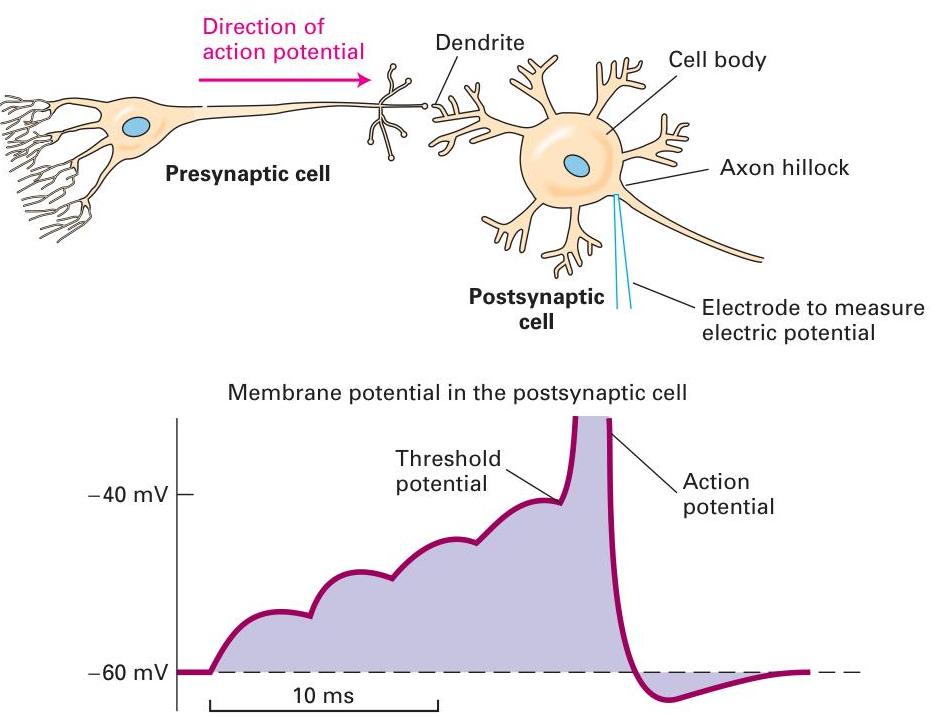 Direction of
action potential
Dendrite
Cell body
Presynaptic cell
Axon hillock
Postsynaptic
cell
Electrode to measure
electric potential
Membrane potential in the postsynaptic cell
Threshold
potential
Action
potential
−40 mV
−60 mV
10 ms